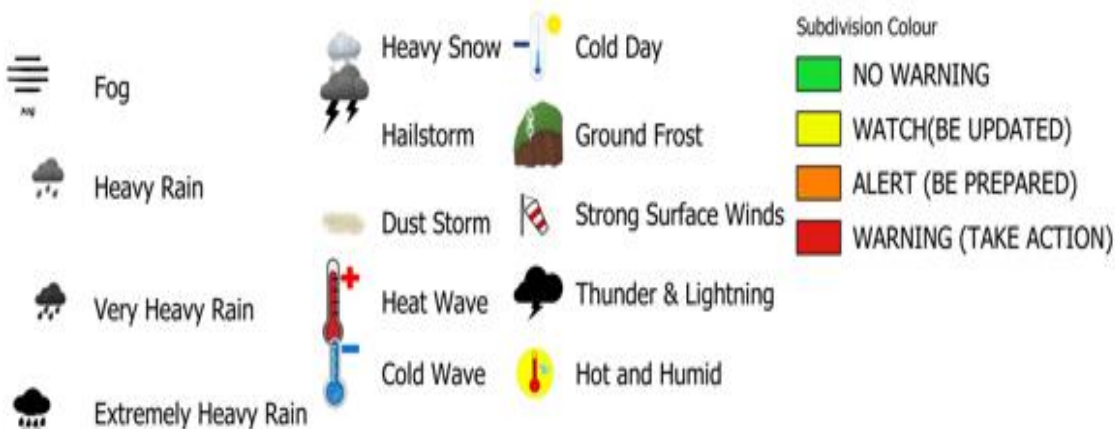 Fog
Heavy Rain
Very Heavy Rain
Extremely Heavy Rain
Heavy Snow
Hailstorm
Dust Storm
Heat Wave
Cold Wave
Cold Day
Ground Frost
Strong Surface Winds
Thunder & Lightning
Hot and Humid
Subdivision Colour
NO WARNING
WATCH(BE UPDATED)
ALERT (BE PREPARED)
WARNING (TAKE ACTION)